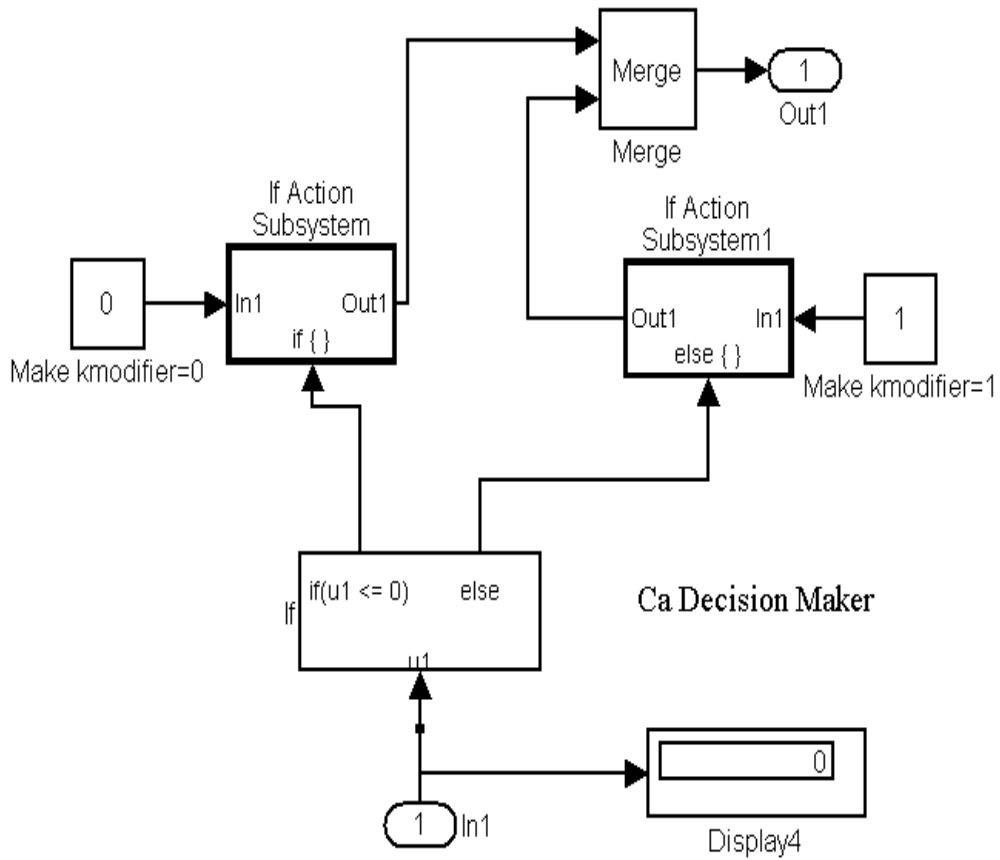 Merge
1
Out1
Merge
If Action
Subsystem
If Action
Subsystem1
0
In1
Out1
if { }
Make kmodifier=0
Out1
In1
else { }
1
Make kmodifier=1
If
if(u1 <= 0)
else
u1
Ca Decision Maker
0
Display4
1
In1